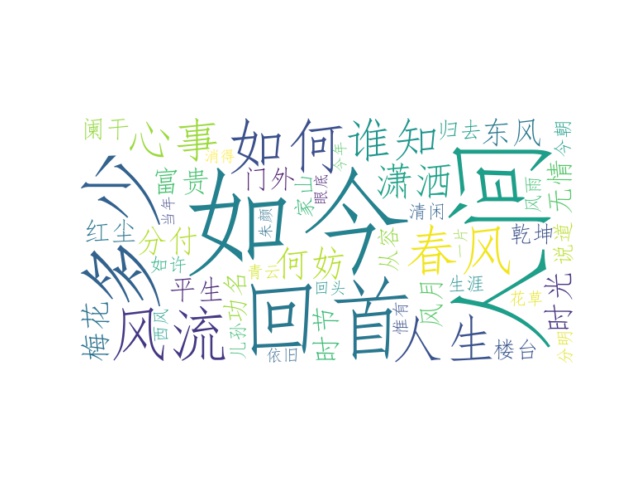 阑干
心事
消得
如何
今年
谁知
归去
东风
今朝
多少
当年
富贵
门外
家山
眼底
潇洒
清闲
人间
风雨
无情
红尘
分付
如许
朱颜
如今
从容
春风
一片
乾坤
说道
梅花
平生
西风
功名
青云
何妨
回头
风月
生涯
花草
时光
风流
儿孙
回首
依旧
时节
惟有
人生
楼台
分明